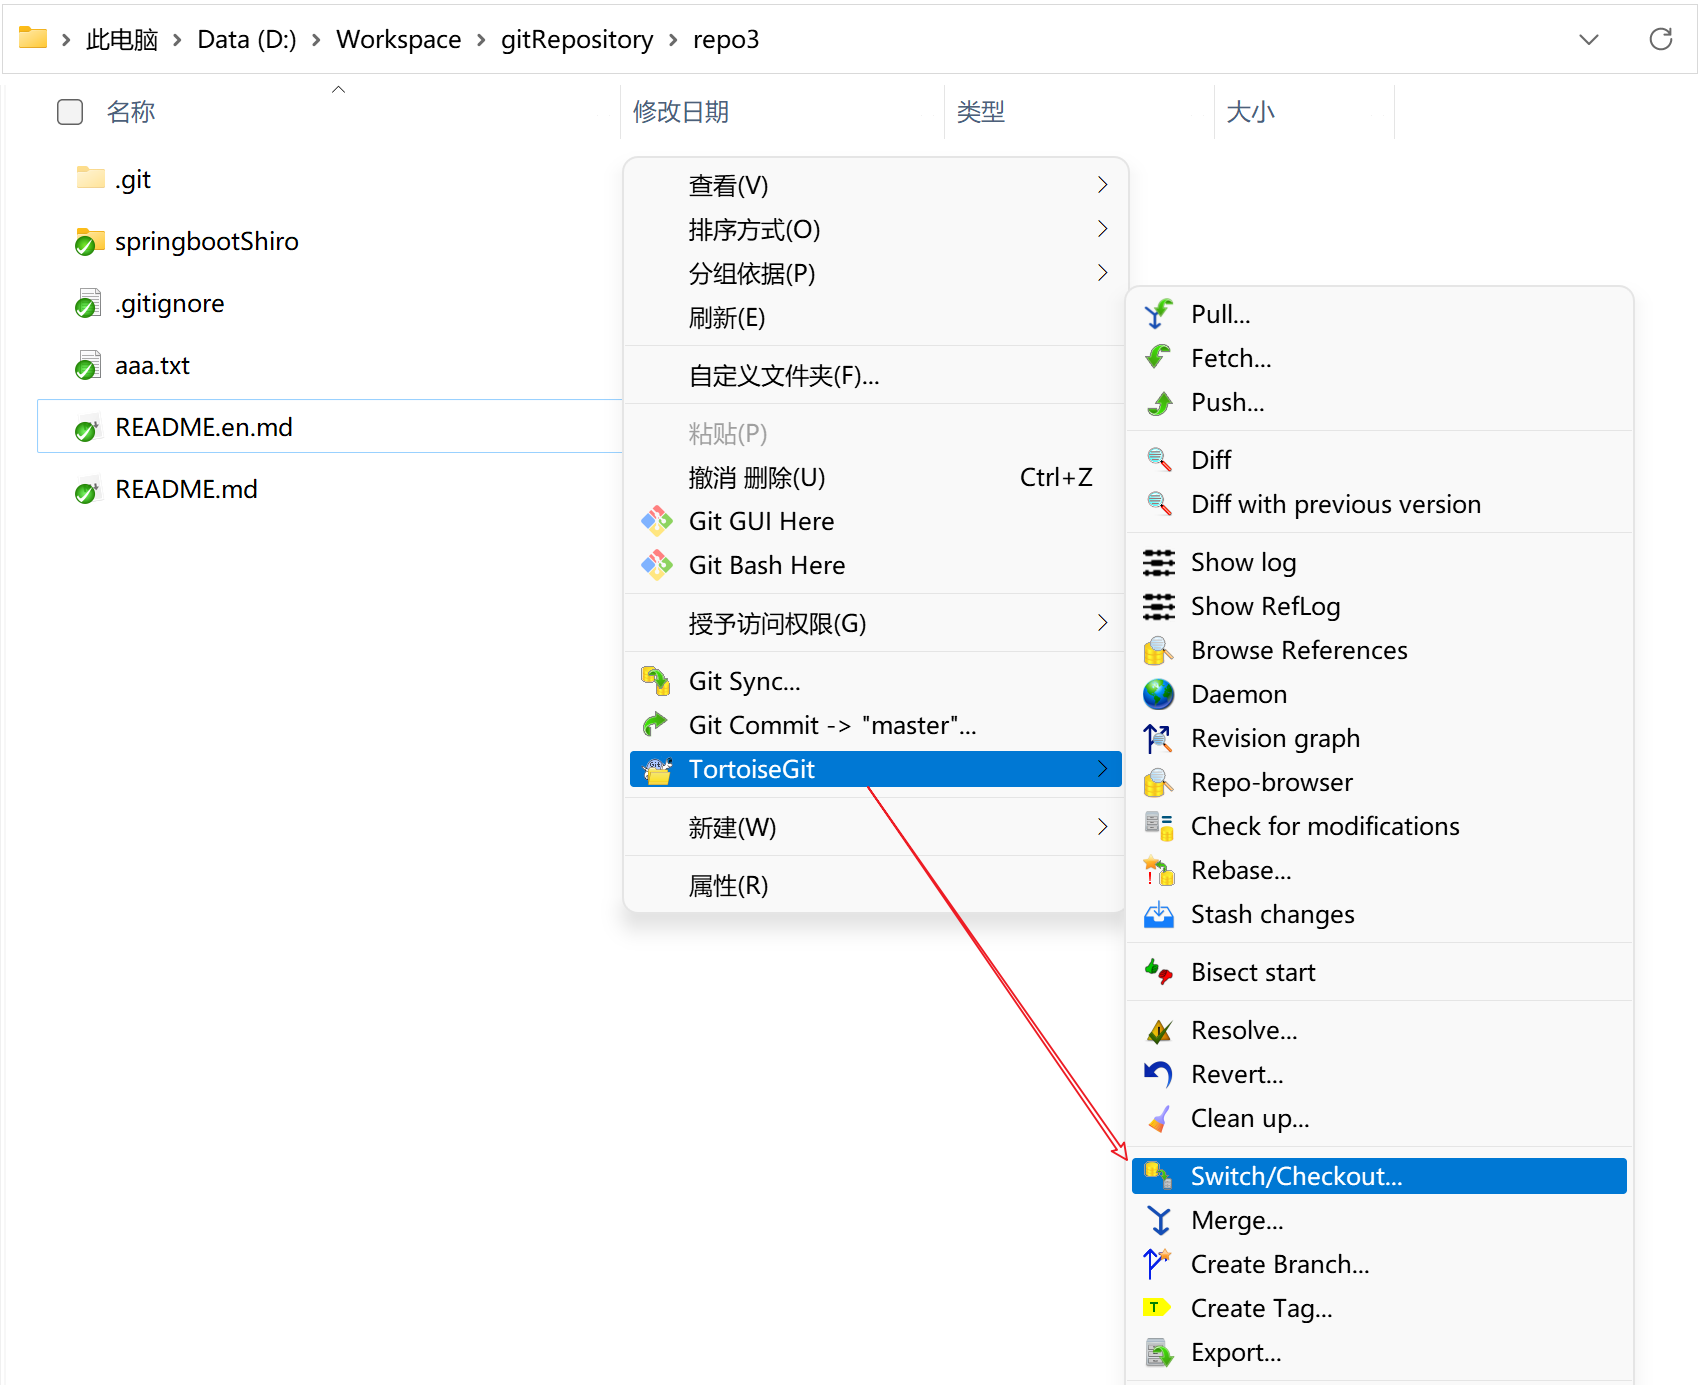 此电脑 > Data (D:) > Workspace > gitRepository > repo3
名称 修改日期 类型 大小
.git
springbootShiro
.gitignore
aaa.txt
README.en.md
README.md
查看(V)
排序方式(O)
分组依据(P)
刷新(E)
自定义文件夹(F)...
粘贴(P)
撤消 删除(U) Ctrl+Z
Git GUI Here
Git Bash Here
授予访问权限(G)
Git Sync...
Git Commit -> "master"...
TortoiseGit
新建(W)
属性(R)
Pull...
Fetch...
Push...
Diff
Diff with previous version
Show log
Show RefLog
Browse References
Daemon
Revision graph
Repo-browser
Check for modifications
Rebase...
Stash changes
Bisect start
Resolve...
Revert...
Clean up...
Switch/Checkout...
Merge...
Create Branch...
Create Tag...
Export...